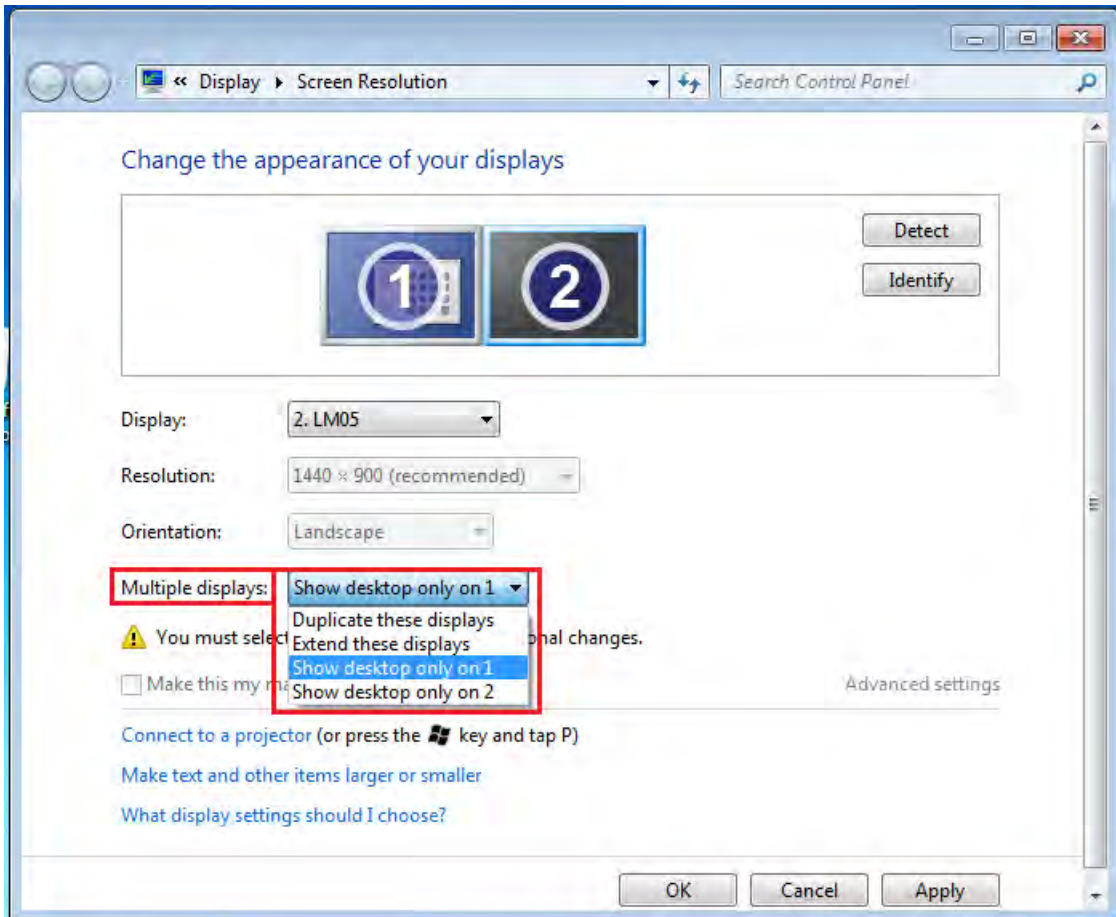 « Display ▸ Screen Resolution Search Control Panel
Change the appearance of your displays
1 2
Detect
Identify
Display: 2. LM05
Resolution: 1440 × 900 (recommended)
Orientation: Landscape
Multiple displays: Show desktop only on 1
Duplicate these displays
Extend these displays
Show desktop only on 1
Show desktop only on 2
You must select onal changes.
Make this my ma
Advanced settings
Connect to a projector (or press the key and tap P)
Make text and other items larger or smaller
What display settings should I choose?
OK Cancel Apply